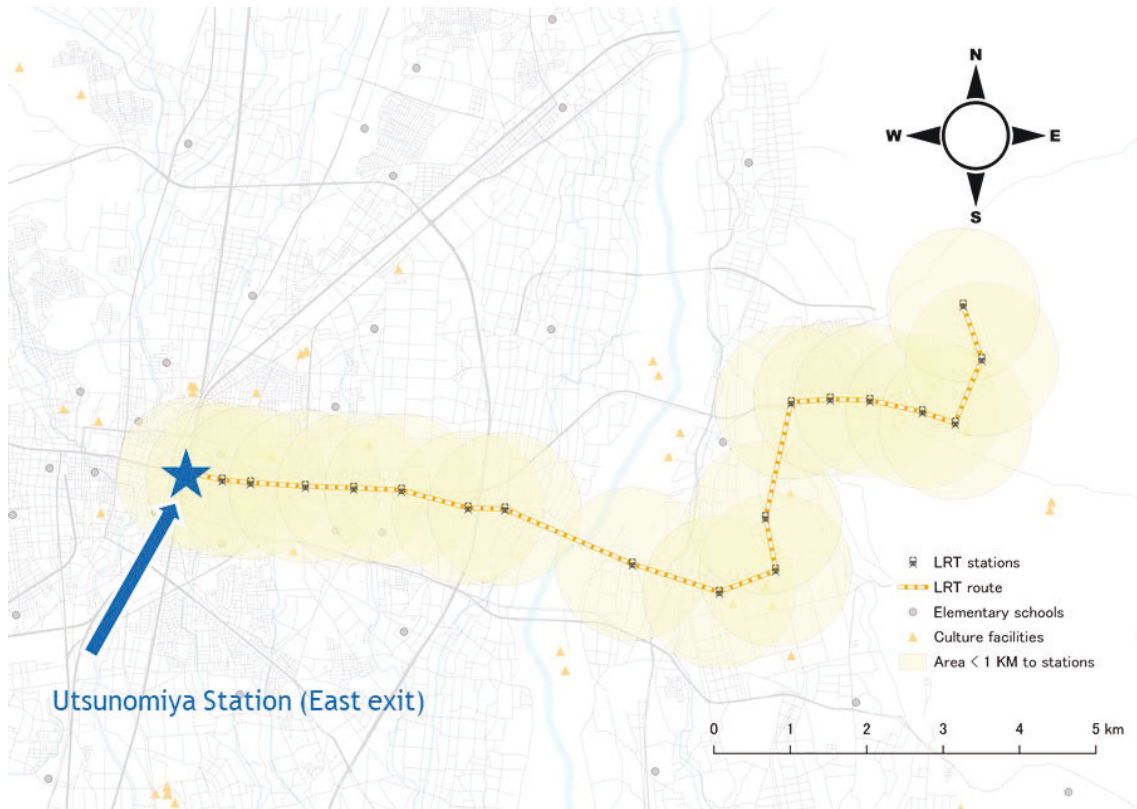 N
W E
S
LRT stations
LRT route
Elementary schools
Culture facilities
Area < 1 KM to stations
Utsunomiya Station (East exit)
0 1 2 3 4 5 km